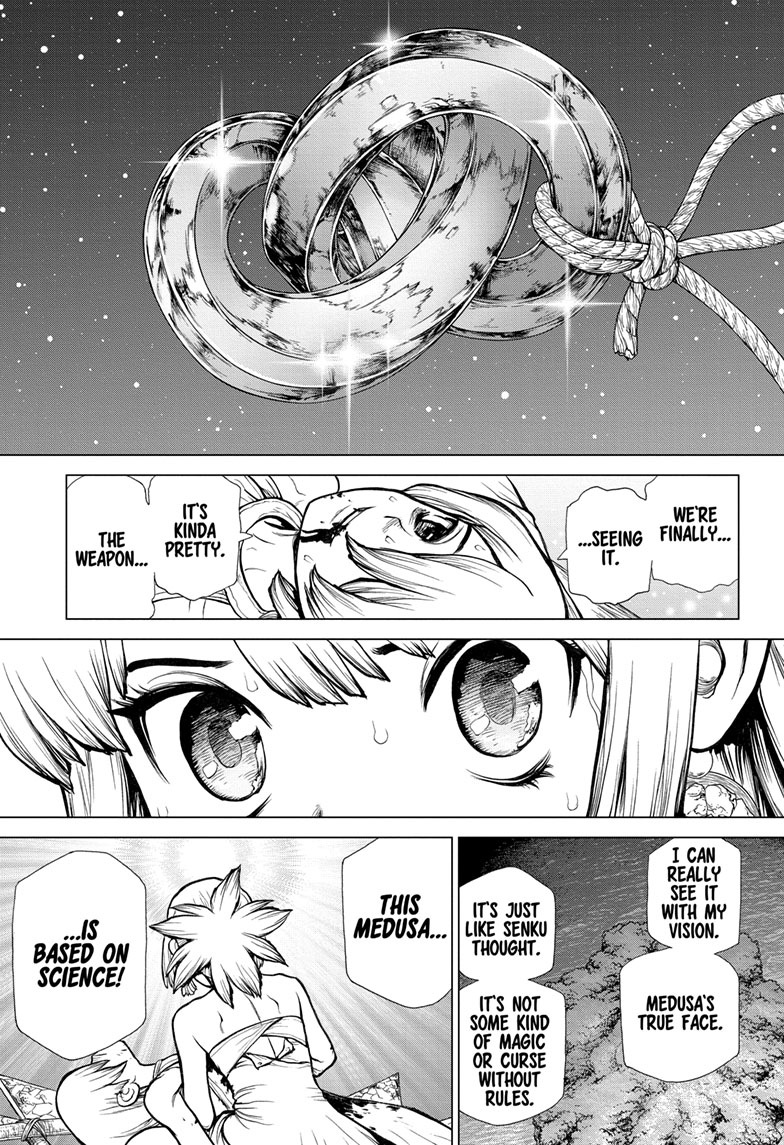 WE'RE
FINALLY...
...SEEING
IT.
IT'S
KINDA
PRETTY.
THE
WEAPON...
I CAN
REALLY
SEE IT
WITH MY
VISION.
MEDUSA'S
TRUE FACE.
IT'S JUST
LIKE SENKU
THOUGHT.
IT'S NOT
SOME KIND
OF MAGIC
OR CURSE
WITHOUT
RULES.
THIS
MEDUSA...
...IS
BASED ON
SCIENCE!